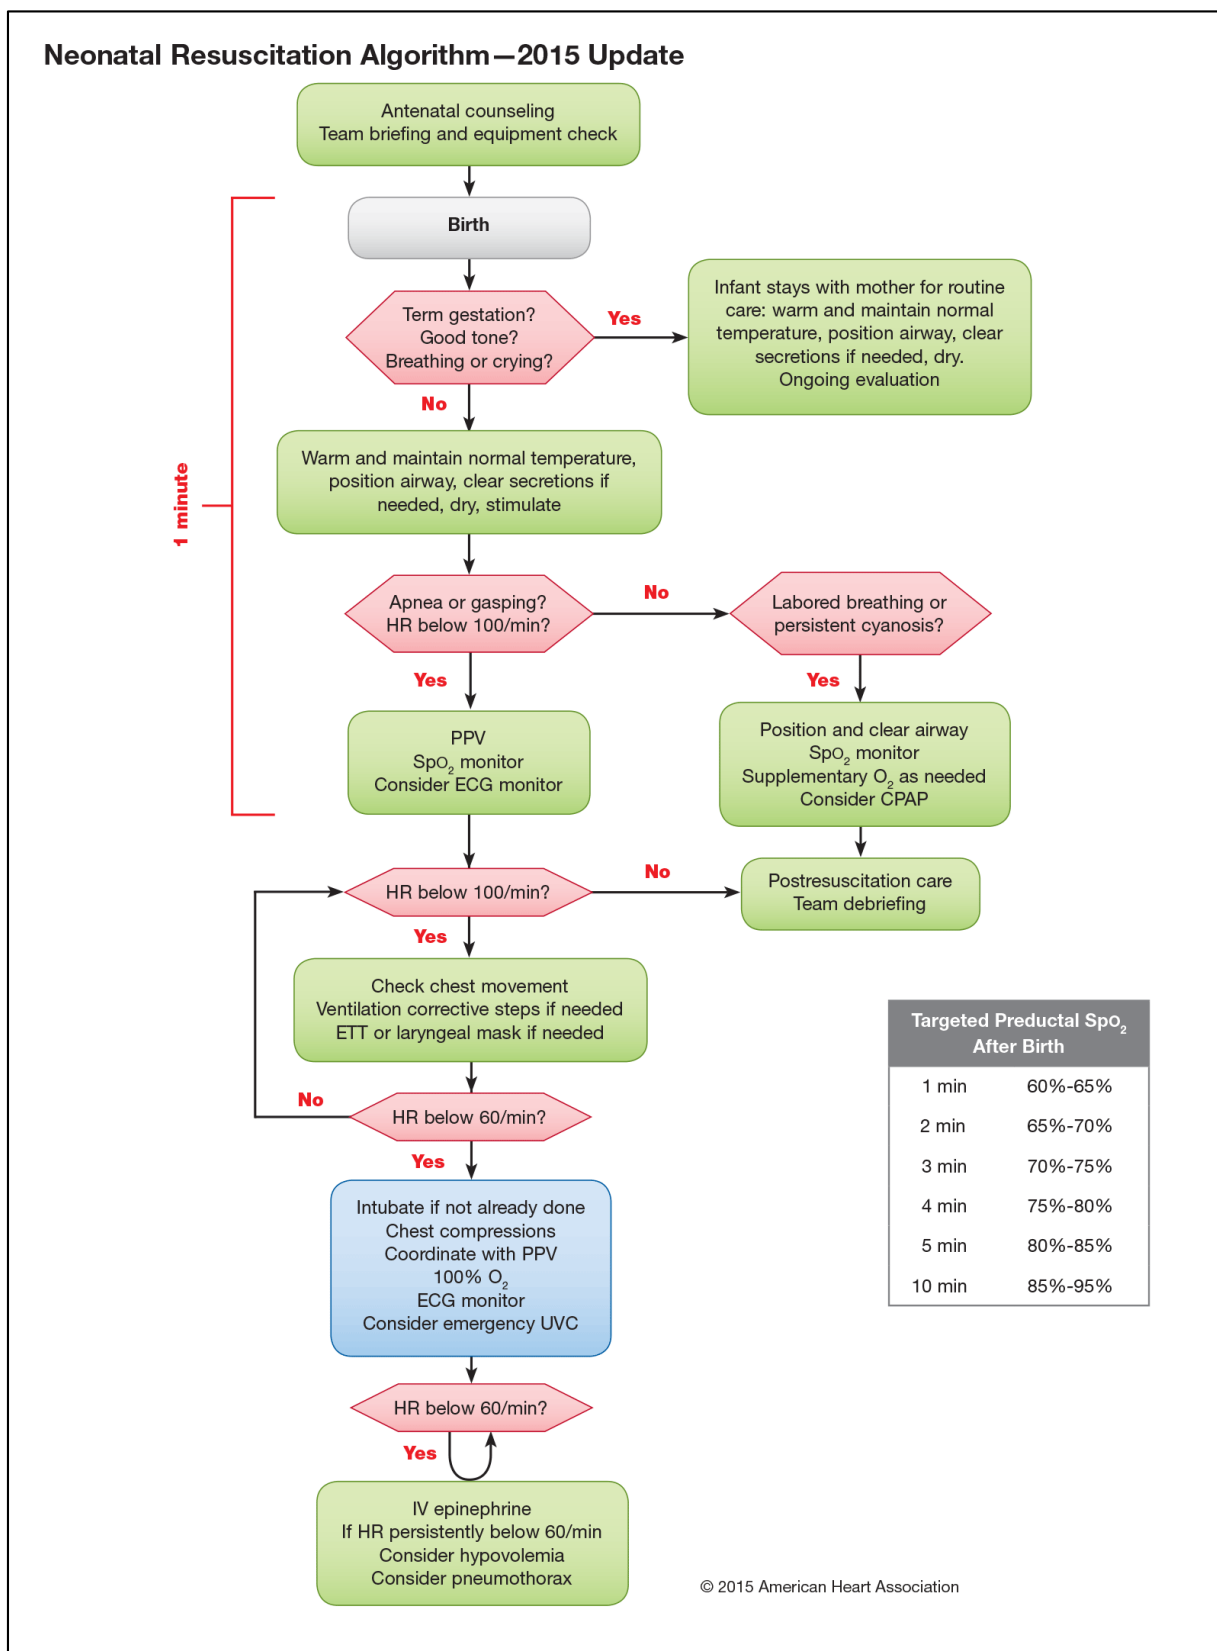 Neonatal Resuscitation Algorithm—2015 Update
Antenatal counseling
Team briefing and equipment check
Birth
Term gestation?
Good tone?
Breathing or crying?
Yes
Infant stays with mother for routine
care: warm and maintain normal
temperature, position airway, clear
secretions if needed, dry.
Ongoing evaluation
No
1 minute
Warm and maintain normal temperature,
position airway, clear secretions if
needed, dry, stimulate
Apnea or gasping?
HR below 100/min?
No
Labored breathing or
persistent cyanosis?
Yes
Yes
PPV
SpO₂ monitor
Consider ECG monitor
Position and clear airway
SpO₂ monitor
Supplementary O₂ as needed
Consider CPAP
HR below 100/min?
No
Postresuscitation care
Team debriefing
Yes
Check chest movement
Ventilation corrective steps if needed
ETT or laryngeal mask if needed
No
HR below 60/min?
Yes
Intubate if not already done
Chest compressions
Coordinate with PPV
100% O₂
ECG monitor
Consider emergency UVC
HR below 60/min?
Yes
IV epinephrine
If HR persistently below 60/min
Consider hypovolemia
Consider pneumothorax
Targeted Preductal SpO₂
After Birth
1 min 60%-65%
2 min 65%-70%
3 min 70%-75%
4 min 75%-80%
5 min 80%-85%
10 min 85%-95%
© 2015 American Heart Association